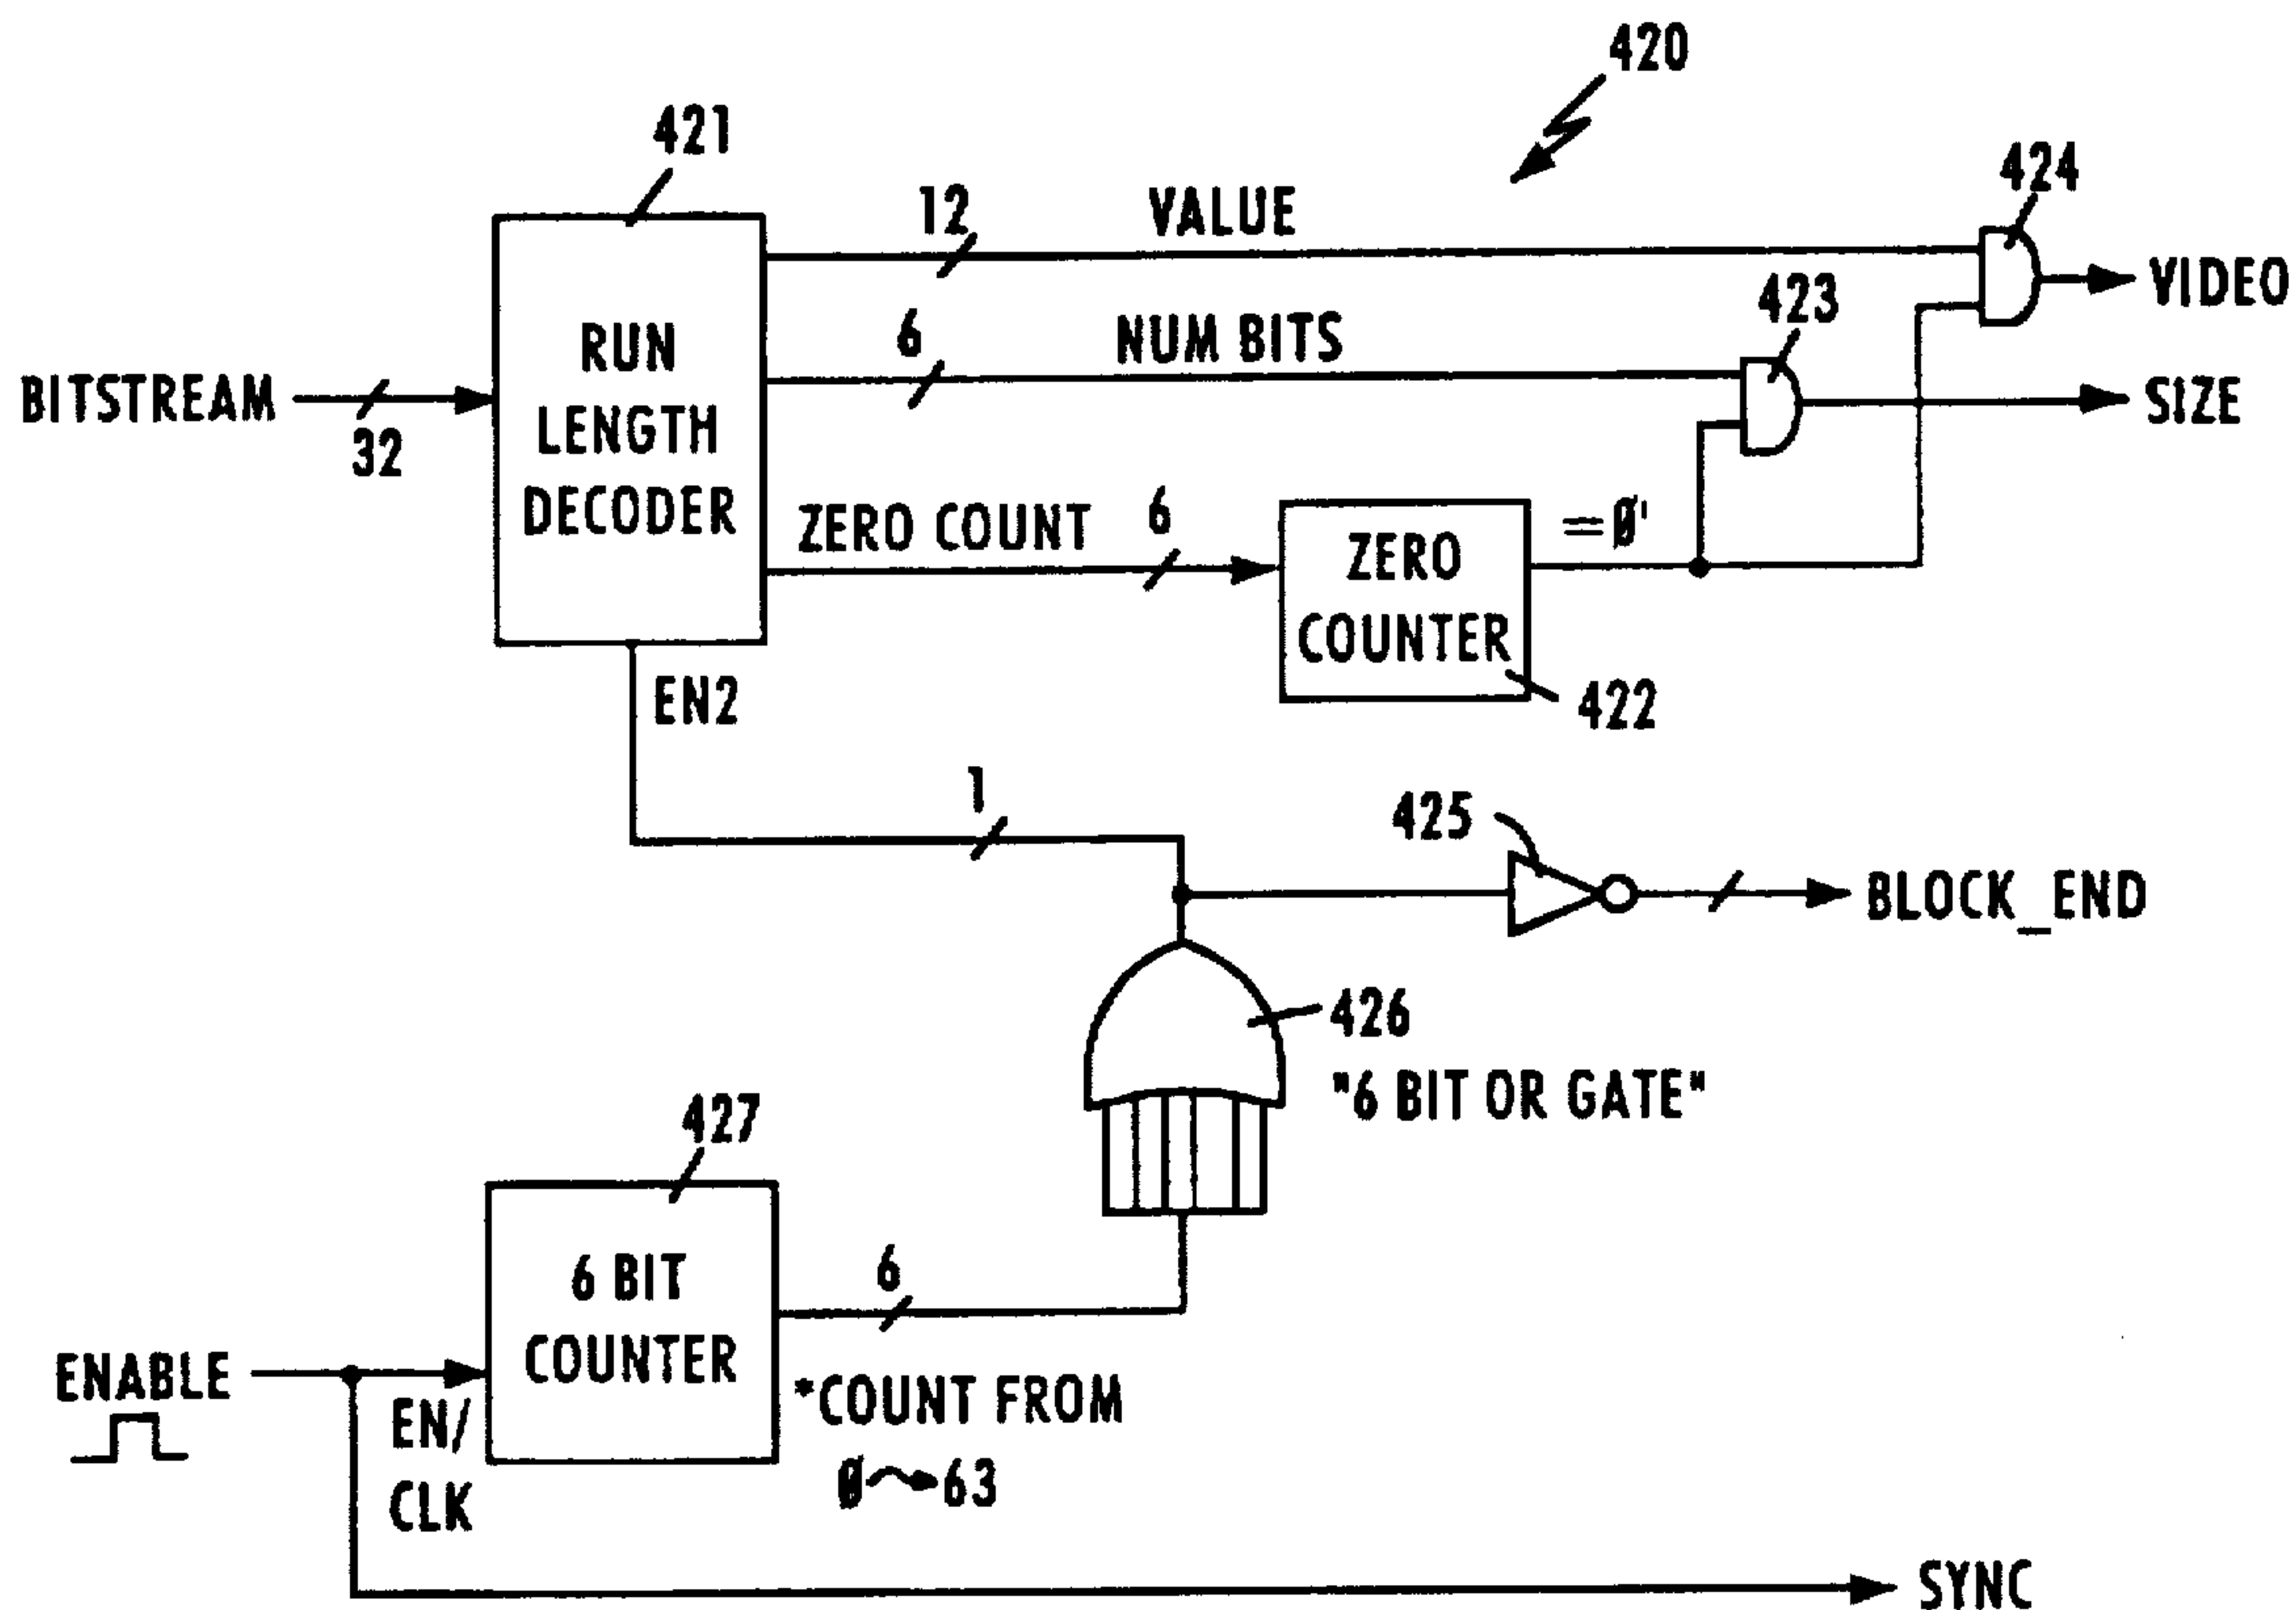 420
421
424
12
VALUE
VIDEO
423
6
NUM BITS
SIZE
BITSTREAM
32
RUN
LENGTH
DECODER
ZERO COUNT
6
=Ø'
ZERO
COUNTER
422
EN2
1
425
BLOCK_END
426
"6 BIT OR GATE"
427
6 BIT
COUNTER
6
*COUNT FROM
Ø 63
ENABLE
EN/
CLK
SYNC